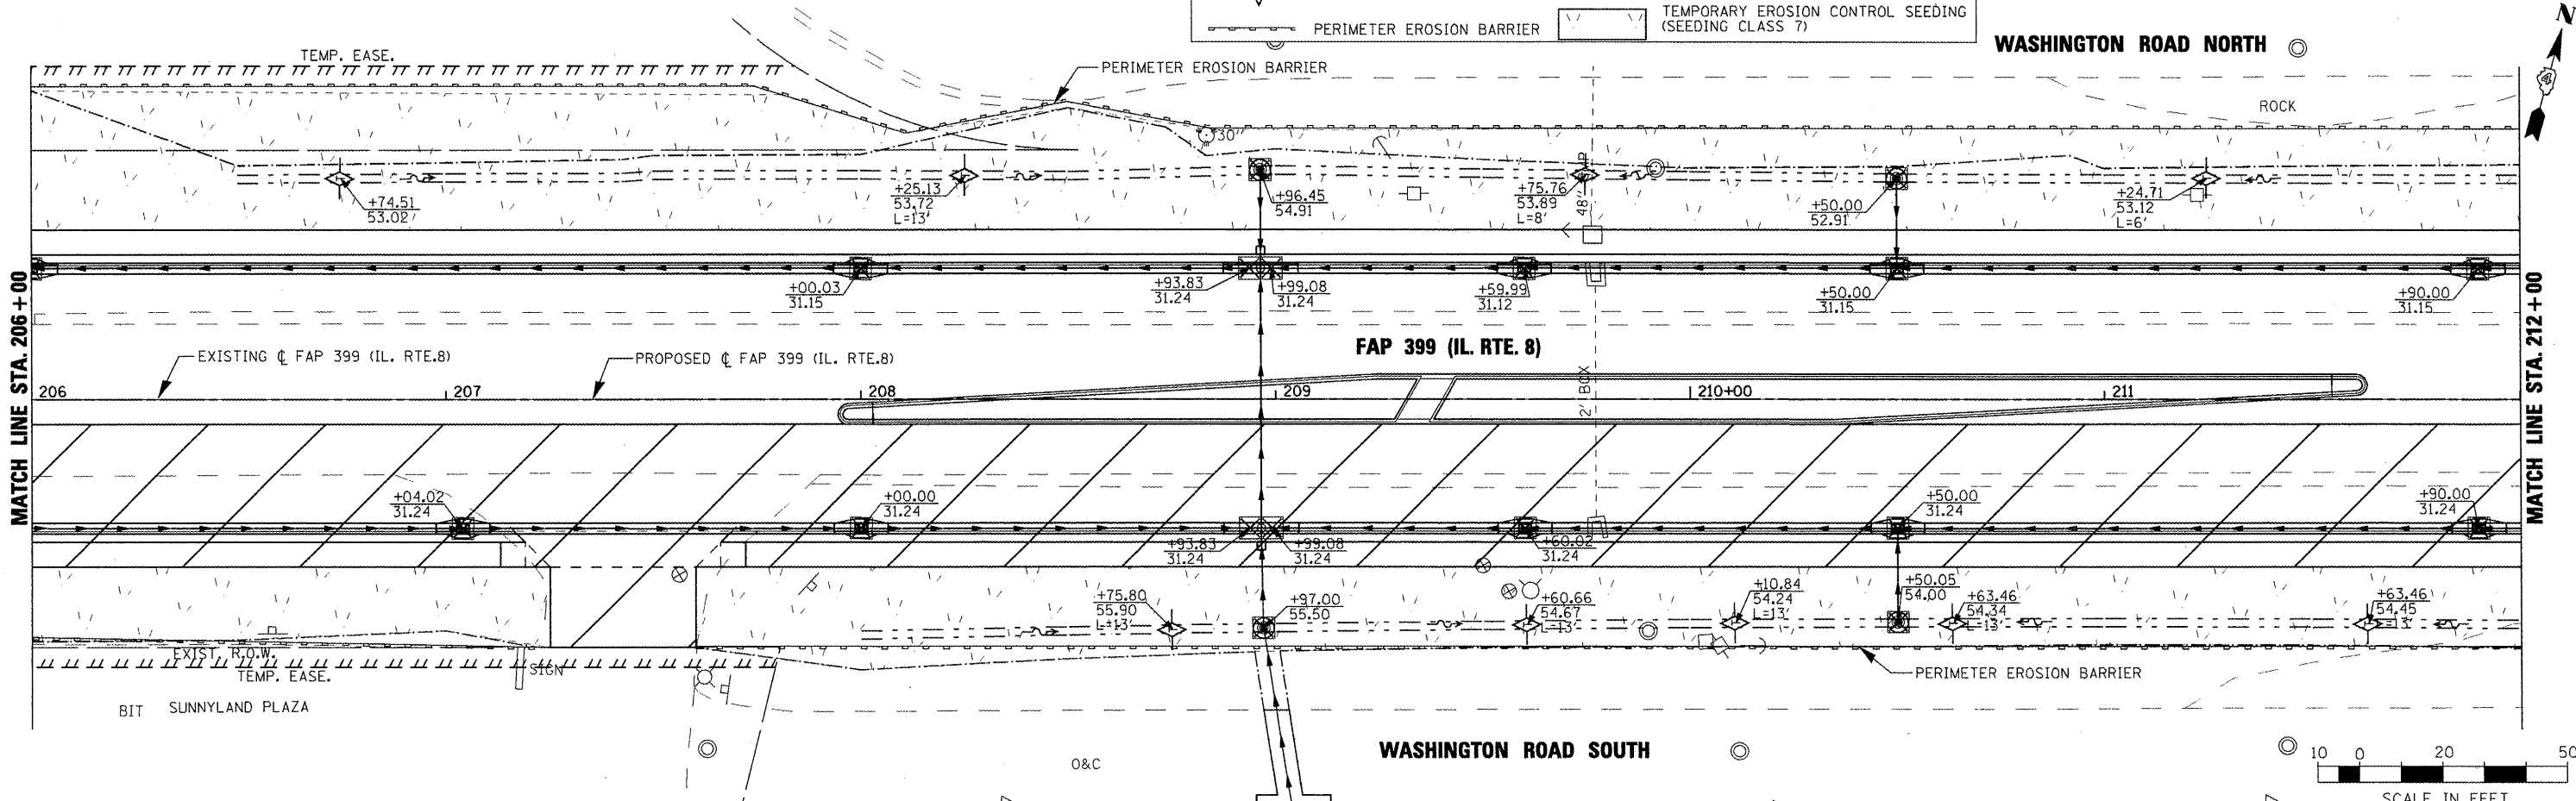 PERIMETER EROSION BARRIER
TEMPORARY EROSION CONTROL SEEDING
(SEEDING CLASS 7)
WASHINGTON ROAD NORTH
N
4
TEMP. EASE.
PERIMETER EROSION BARRIER
ROCK
30"
+74.51
53.02'
+25.13
53.72
L=13'
+96.45
54.91
+75.76
53.89
L=8'
48"
+50.00
52.91
+24.71
53.12
L=6'
MATCH LINE STA. 206+00
+00.03
31.15
+93.83
31.24
+99.08
31.24
+59.99
31.12
+50.00
31.15
+90.00
31.15
MATCH LINE STA. 212+00
EXISTING ℄ FAP 399 (IL. RTE.8)
PROPOSED ℄ FAP 399 (IL. RTE.8)
FAP 399 (IL. RTE. 8)
206
207
208
209
2' BOX
210+00
211
+04.02
31.24
+00.00
31.24
+93.83
31.24
+99.08
31.24
+60.02
31.24
+50.00
31.24
+90.00
31.24
+75.80
55.90
L=13'
+97.00
55.50
+60.66
54.67
L=13'
+10.84
54.24
L=13'
+50.05
54.00
+63.46
54.34
L=13'
+63.46
54.45
L=13'
EXIST. R.O.W.
TEMP. EASE.
SIGN
PERIMETER EROSION BARRIER
BIT
SUNNYLAND PLAZA
O&C
WASHINGTON ROAD SOUTH
10 0 20 50
SCALE IN FEET